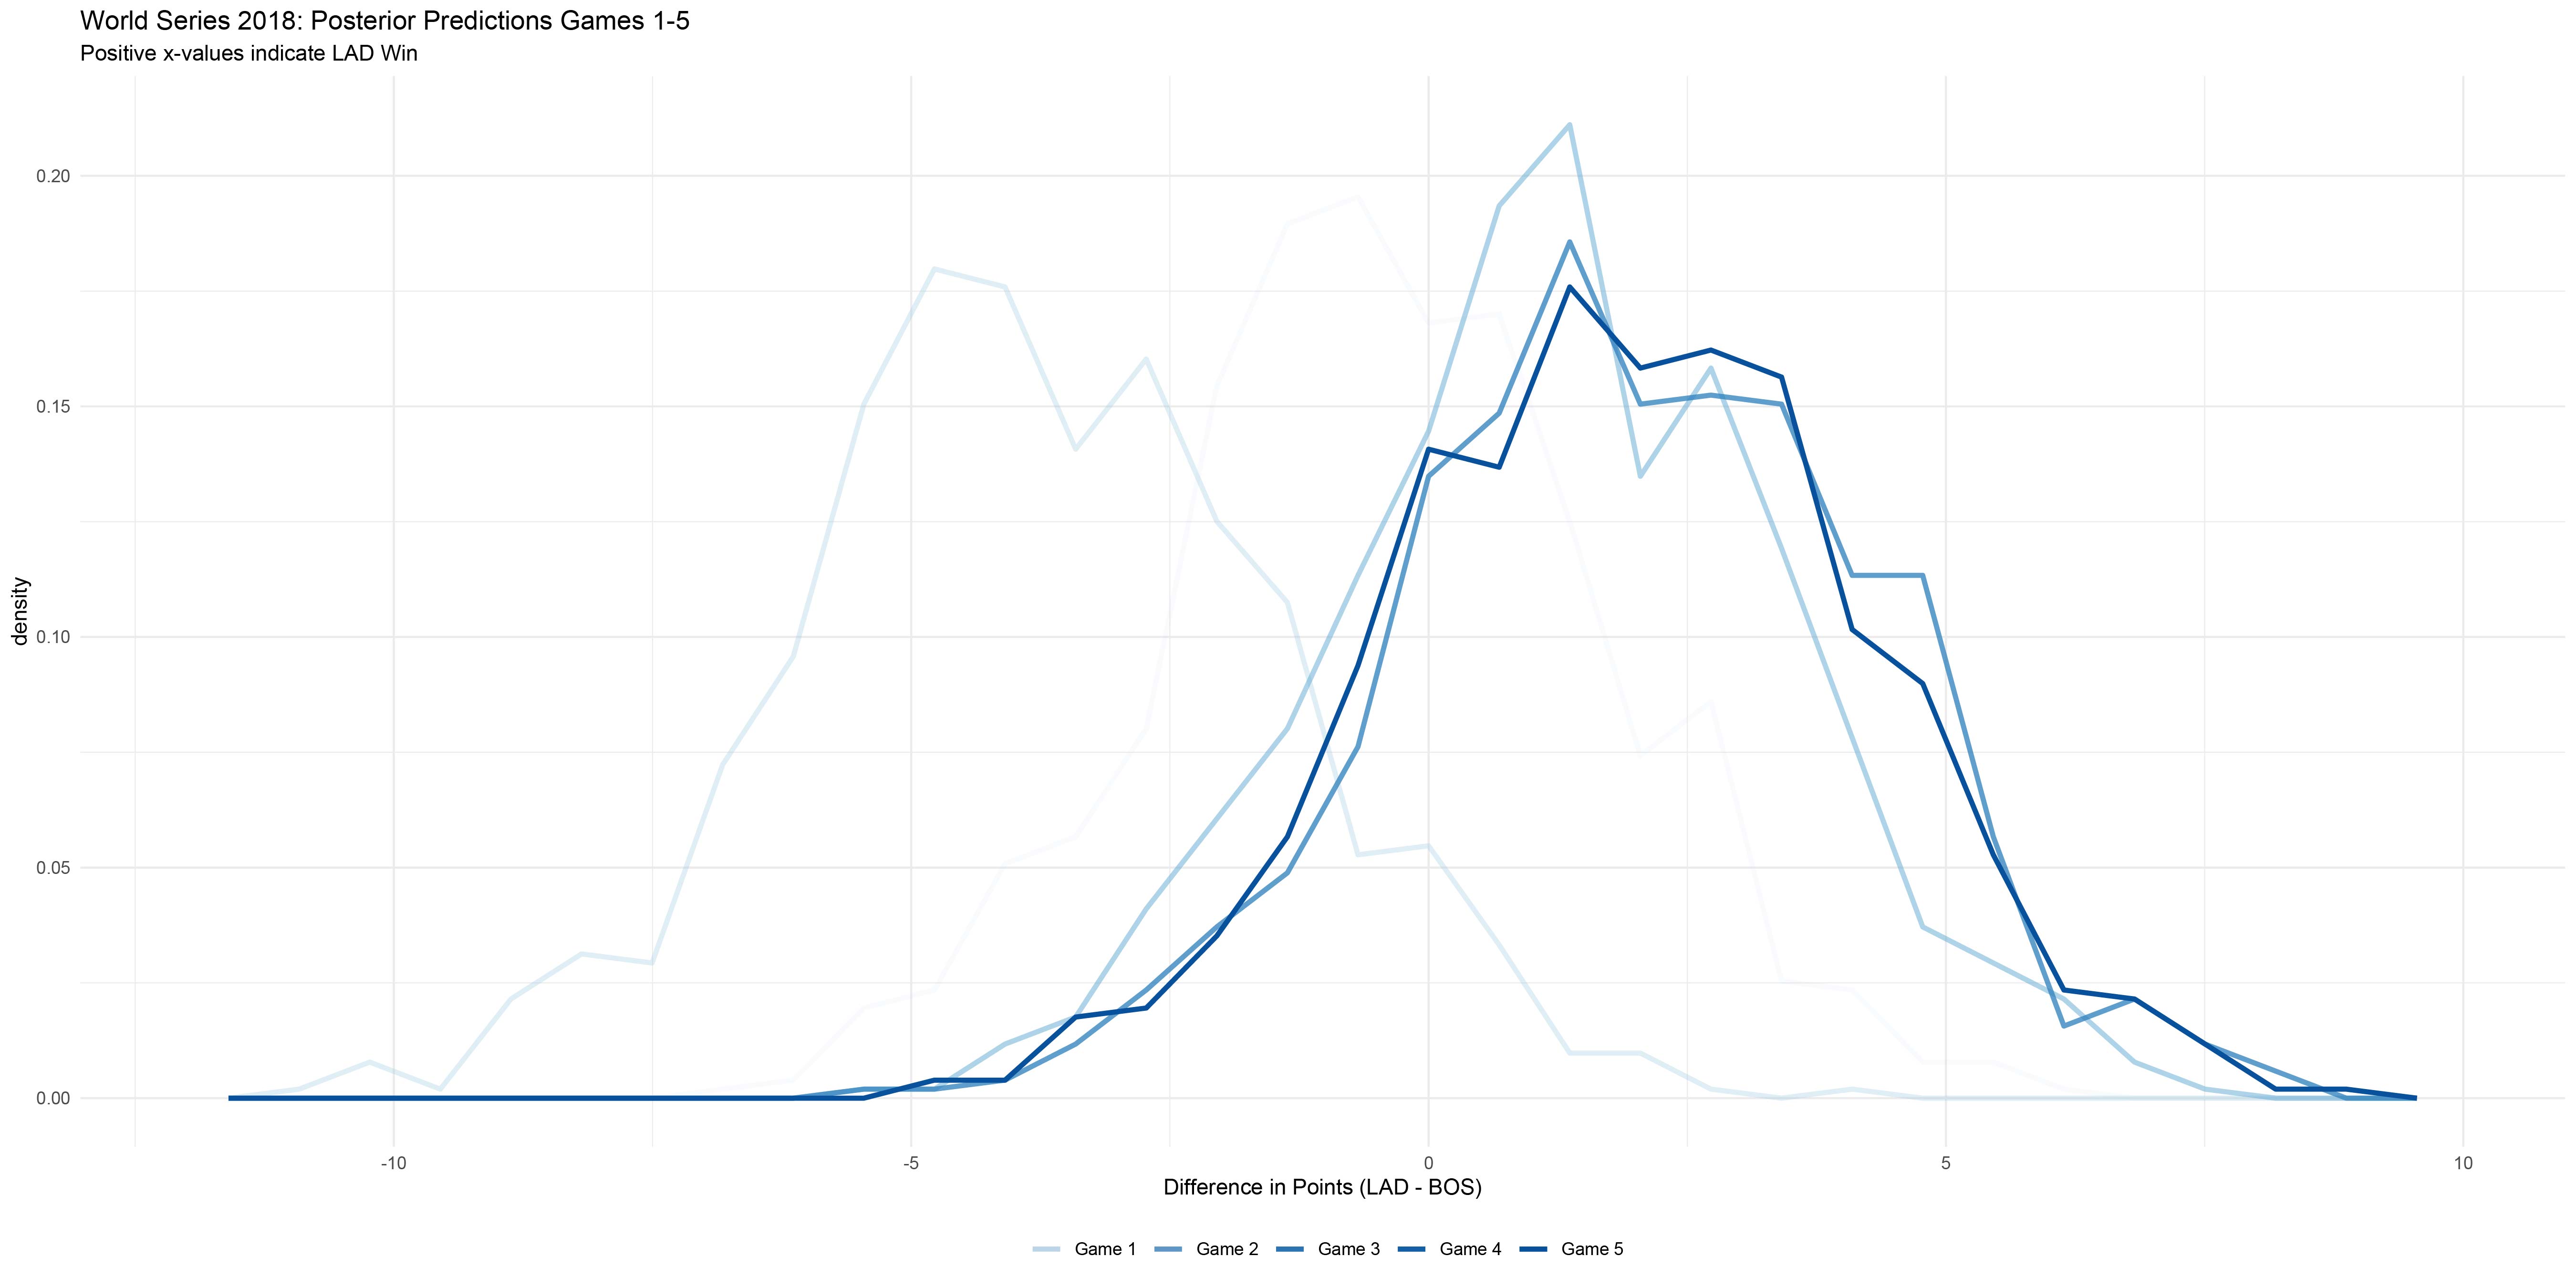 World Series 2018: Posterior Predictions Games 1-5
Positive x-values indicate LAD Win
density
0.20
0.15
0.10
0.05
0.00
-10 -5 0 5 10
Difference in Points (LAD - BOS)
Game 1 Game 2 Game 3 Game 4 Game 5